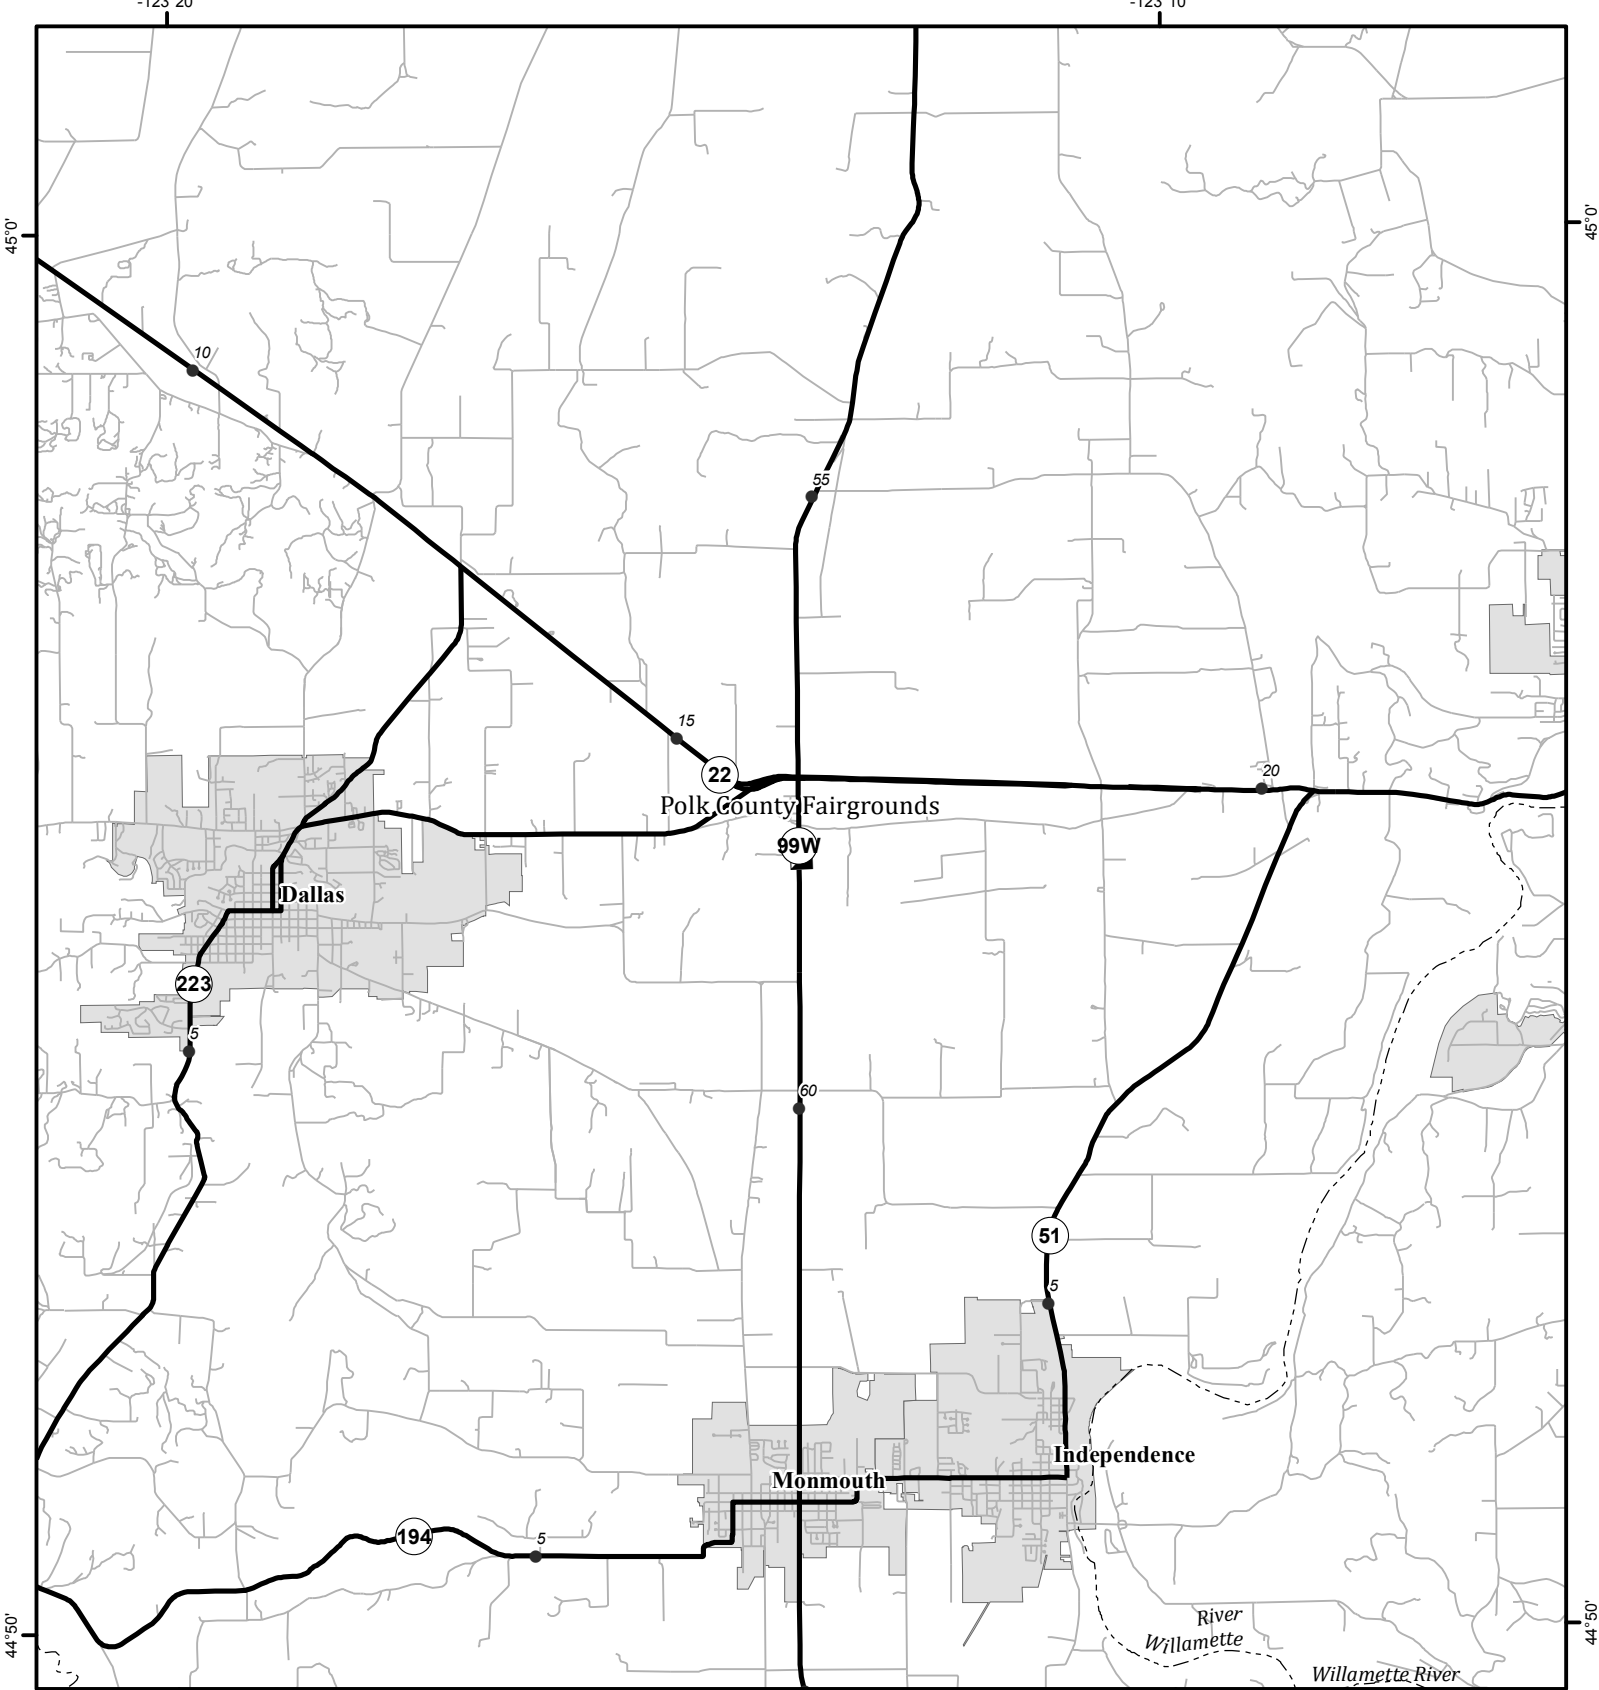 -123°20'
-123°10'
45°0'
45°0'
10
55
15
22
20
Polk County Fairgrounds
99W
Dallas
223
5
60
51
5
Independence
Monmouth
194
5
River
Willamette
44°50'
44°50'
Willamette River